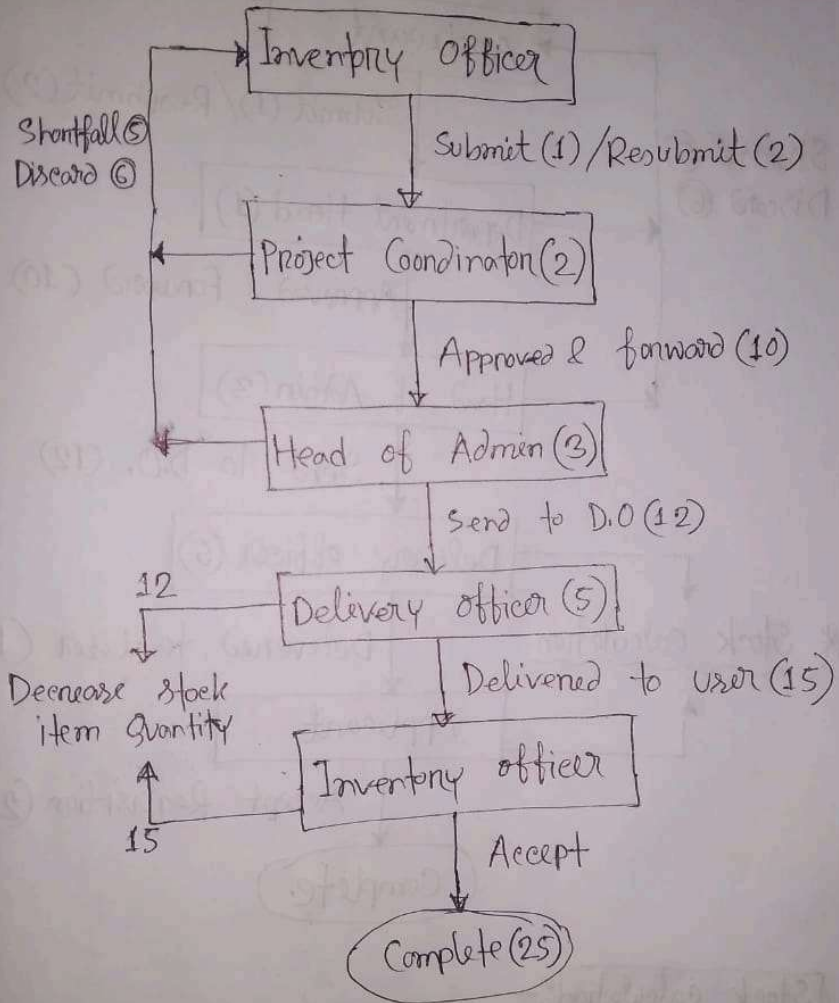 Inventory Officer
Shortfall ⑤
Discard ⑥
Submit (1) / Resubmit (2)
Project Coordinator (2)
Approved & forward (10)
Head of Admin (3)
Send to D.O (12)
12
Delivery officer (5)
Decrease stock
item Quantity
Delivered to user (15)
Inventory officer
15
Accept
Complete (25)